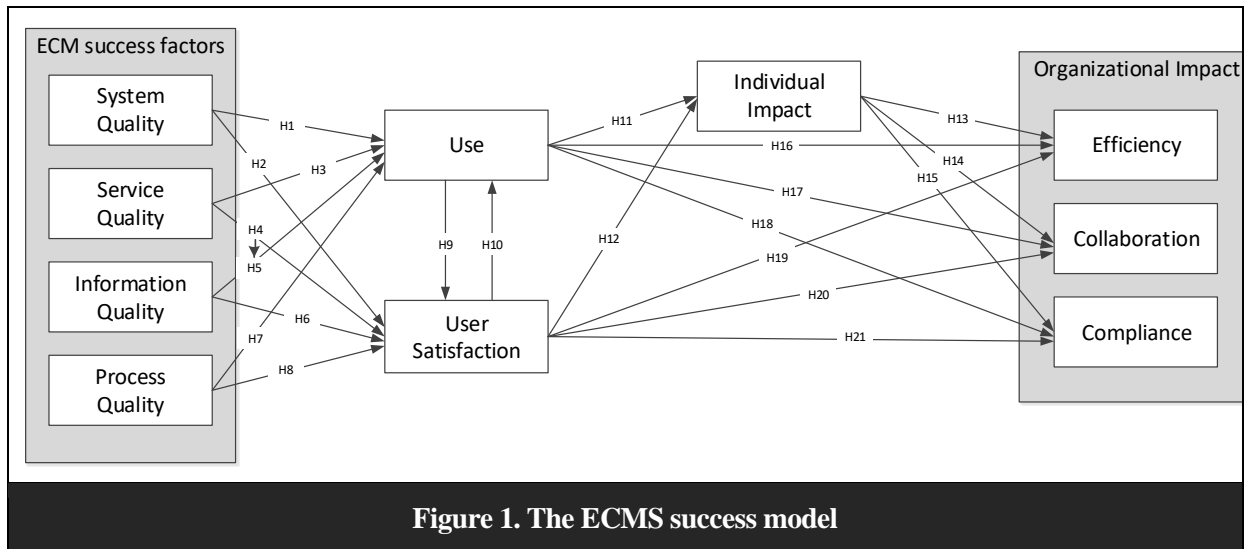 ECM success factors
System
Quality
Service
Quality
Information
Quality
Process
Quality
H1
H2
H3
H4
H5
H6
H7
H8
Use
H9
H10
User
Satisfaction
H11
H12
Individual
Impact
H13
H14
H15
H16
H17
H18
H19
H20
H21
Organizational Impact
Efficiency
Collaboration
Compliance
Figure 1. The ECMS success model